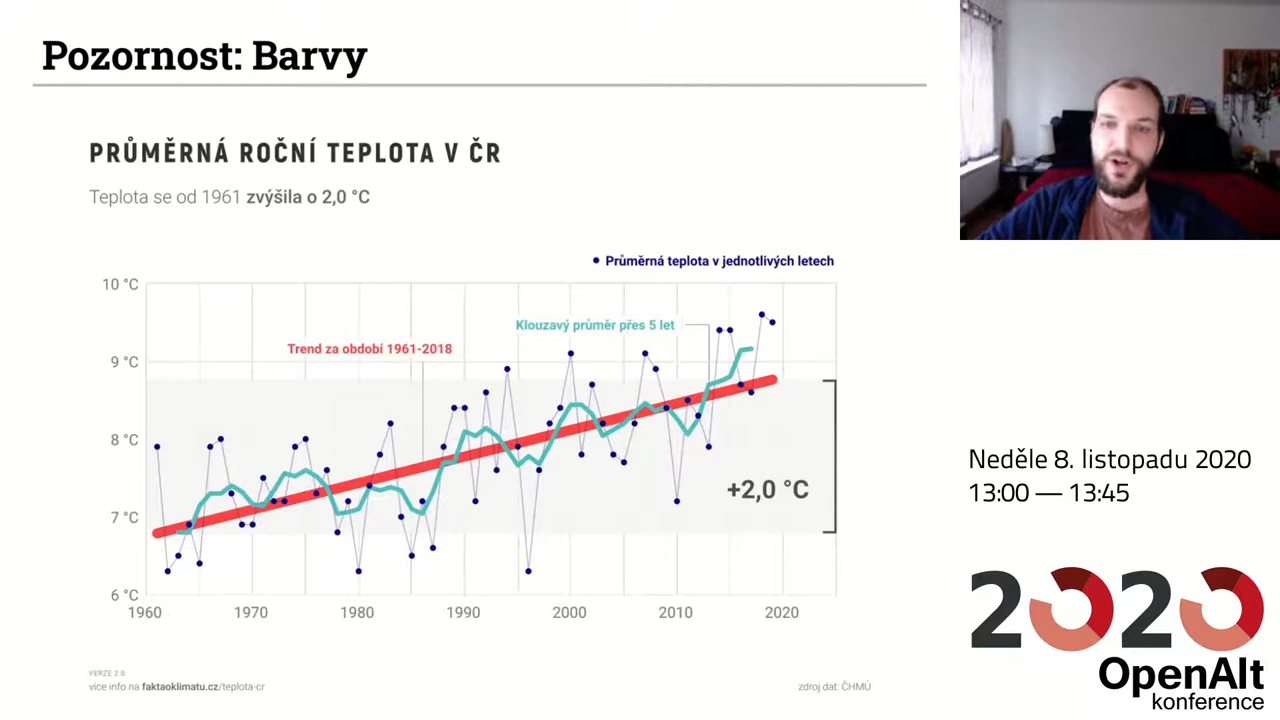 Pozornost: Barvy
PRŮMĚRNÁ ROČNÍ TEPLOTA V ČR
Teplota se od 1961 zvýšila o 2,0 °C
Průměrná teplota v jednotlivých letech
10 °C
Klouzavý průměr přes 5 let
Trend za období 1961-2018
9 °C
8 °C
+2,0 °C
7 °C
6 °C
1960
1970
1980
1990
2000
2010
2020
VERZE 2.0
více info na faktaoklimatu.cz/teplota-cr
zdroj dat: ČHMÚ
Neděle 8. listopadu 2020
13:00 — 13:45
2020
OpenAlt
konference